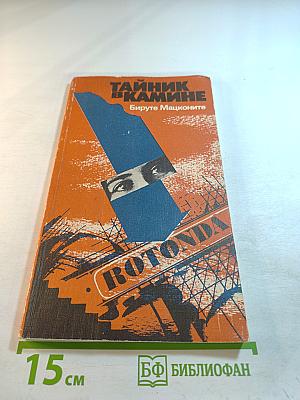 ТАЙНИК
В КАМИНЕ
Бируте Мацконите
ROTONDA
15 см
БФ БИБЛИОФАН